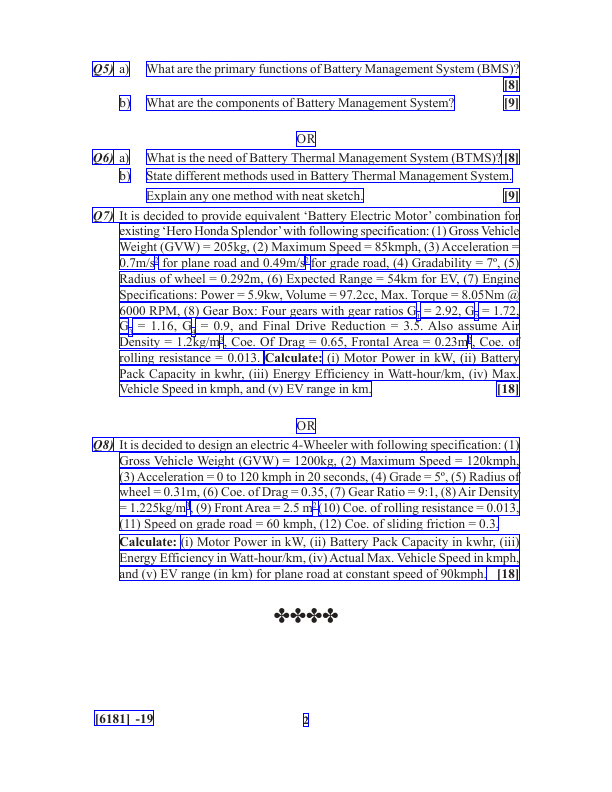 Q5) a) What are the primary functions of Battery Management System (BMS)?
[8]
b) What are the components of Battery Management System? [9]
OR
Q6) a) What is the need of Battery Thermal Management System (BTMS)? [8]
b) State different methods used in Battery Thermal Management System.
Explain any one method with neat sketch. [9]
Q7) It is decided to provide equivalent ‘Battery Electric Motor’ combination for
existing ‘Hero Honda Splendor’ with following specification: (1) Gross Vehicle
Weight (GVW) = 205kg, (2) Maximum Speed = 85kmph, (3) Acceleration =
0.7m/s² for plane road and 0.49m/s² for grade road, (4) Gradability = 7º, (5)
Radius of wheel = 0.292m, (6) Expected Range = 54km for EV, (7) Engine
Specifications: Power = 5.9kw, Volume = 97.2cc, Max. Torque = 8.05Nm @
6000 RPM, (8) Gear Box: Four gears with gear ratios G₁ = 2.92, G₂ = 1.72,
G₃ = 1.16, G₄ = 0.9, and Final Drive Reduction = 3.5. Also assume Air
Density = 1.2kg/m³, Coe. Of Drag = 0.65, Frontal Area = 0.23m², Coe. of
rolling resistance = 0.013. Calculate: (i) Motor Power in kW, (ii) Battery
Pack Capacity in kwhr, (iii) Energy Efficiency in Watt-hour/km, (iv) Max.
Vehicle Speed in kmph, and (v) EV range in km. [18]
OR
Q8) It is decided to design an electric 4-Wheeler with following specification: (1)
Gross Vehicle Weight (GVW) = 1200kg, (2) Maximum Speed = 120kmph,
(3) Acceleration = 0 to 120 kmph in 20 seconds, (4) Grade = 5º, (5) Radius of
wheel = 0.31m, (6) Coe. of Drag = 0.35, (7) Gear Ratio = 9:1, (8) Air Density
= 1.225kg/m³, (9) Front Area = 2.5 m² (10) Coe. of rolling resistance = 0.013,
(11) Speed on grade road = 60 kmph, (12) Coe. of sliding friction = 0.3.
Calculate: (i) Motor Power in kW, (ii) Battery Pack Capacity in kwhr, (iii)
Energy Efficiency in Watt-hour/km, (iv) Actual Max. Vehicle Speed in kmph,
and (v) EV range (in km) for plane road at constant speed of 90kmph. [18]
[6181] -19 2